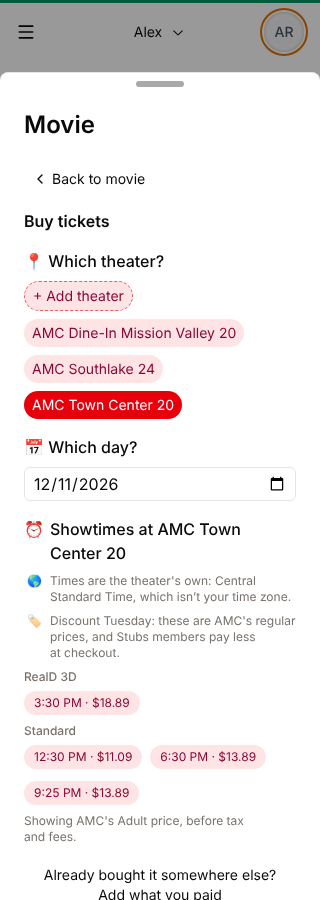 Alex
AR
Movie
Back to movie
Buy tickets
📍 Which theater?
+ Add theater
AMC Dine-In Mission Valley 20
AMC Southlake 24
AMC Town Center 20
📅 Which day?
12/11/2026
⏰ Showtimes at AMC Town
Center 20
🌎 Times are the theater's own: Central
Standard Time, which isn't your time zone.
🏷️ Discount Tuesday: these are AMC's regular
prices, and Stubs members pay less
at checkout.
RealD 3D
3:30 PM · $18.89
Standard
12:30 PM · $11.09 6:30 PM · $13.89
9:25 PM · $13.89
Showing AMC's Adult price, before tax
and fees.
Already bought it somewhere else?
Add what you paid